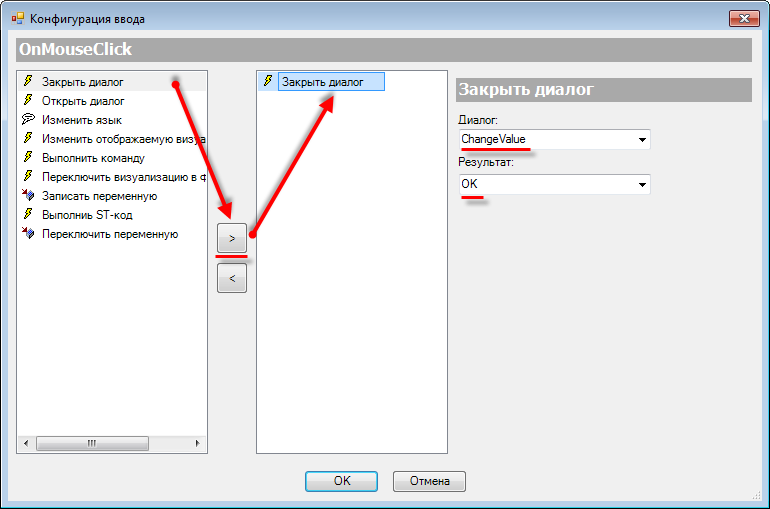 Конфигурация ввода
OnMouseClick
Закрыть диалог
Открыть диалог
Изменить язык
Изменить отображаемую визуа
Выполнить команду
Переключить визуализацию в ф
Записать переменную
Выполнить ST-код
Переключить переменную
>
<
Закрыть диалог
Закрыть диалог
Диалог:
ChangeValue
Результат:
OK
OK
Отмена